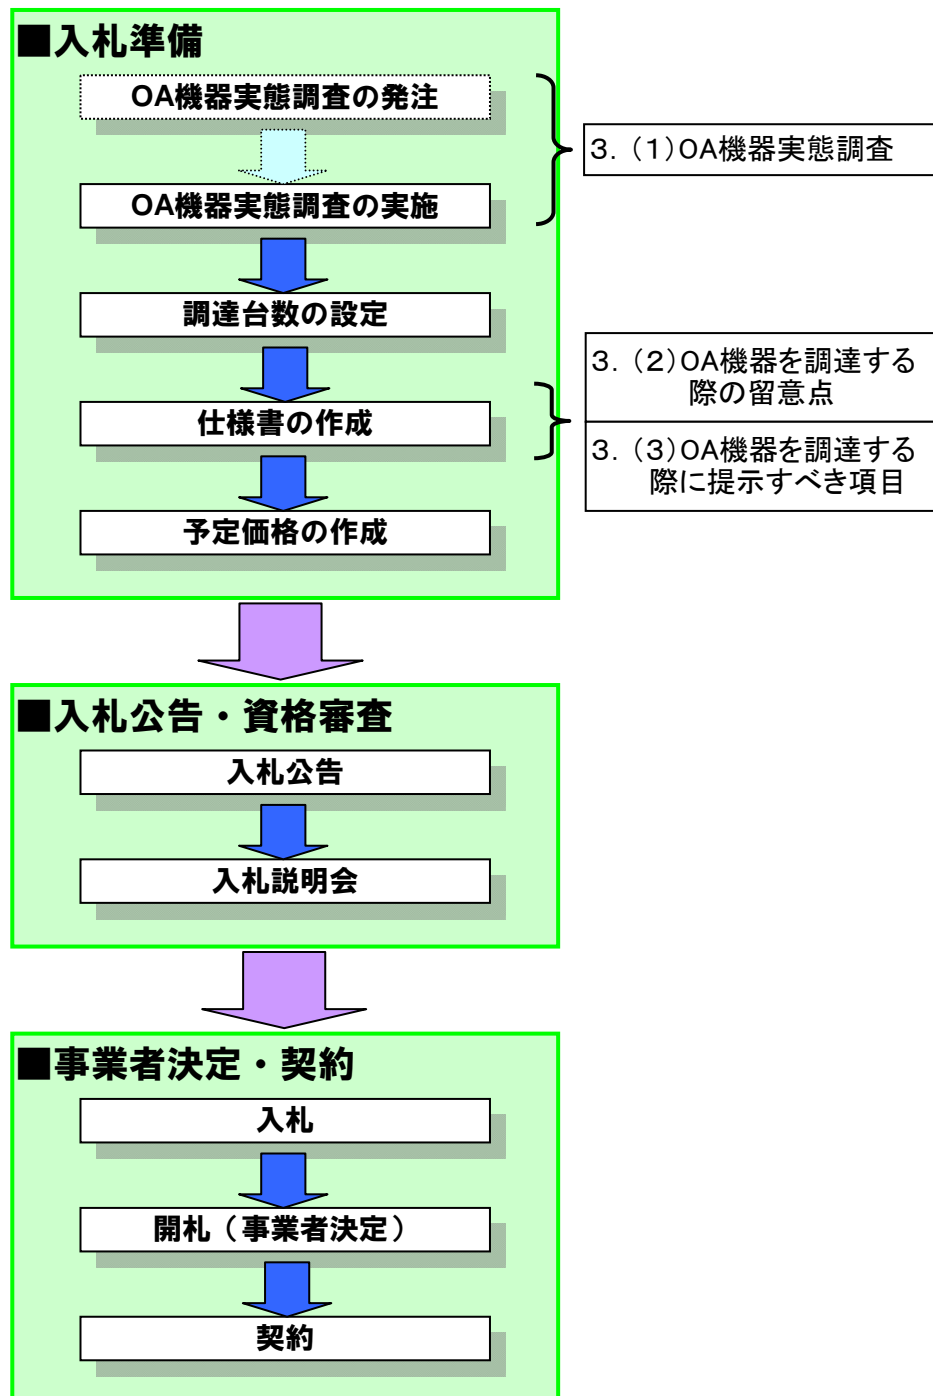 ■入札準備
OA機器実態調査の発注
3.（1）OA機器実態調査
OA機器実態調査の実施
調達台数の設定
3.（2）OA機器を調達する
際の留意点
仕様書の作成
3.（3）OA機器を調達する
際に提示すべき項目
予定価格の作成
■入札公告・資格審査
入札公告
入札説明会
■事業者決定・契約
入札
開札（事業者決定）
契約